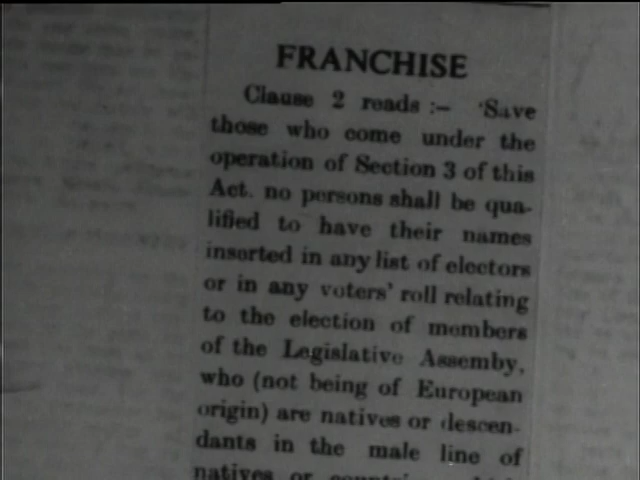 FRANCHISE
Clause 2 reads :— 'Save
those who come under the
operation of Section 3 of this
Act. no persons shall be qua-
lified to have their names
inserted in any list of electors
or in any voters' roll relating
to the election of members
of the Legislative Assemby,
who (not being of European
origin) are natives or descen-
dants in the male line of
natives or